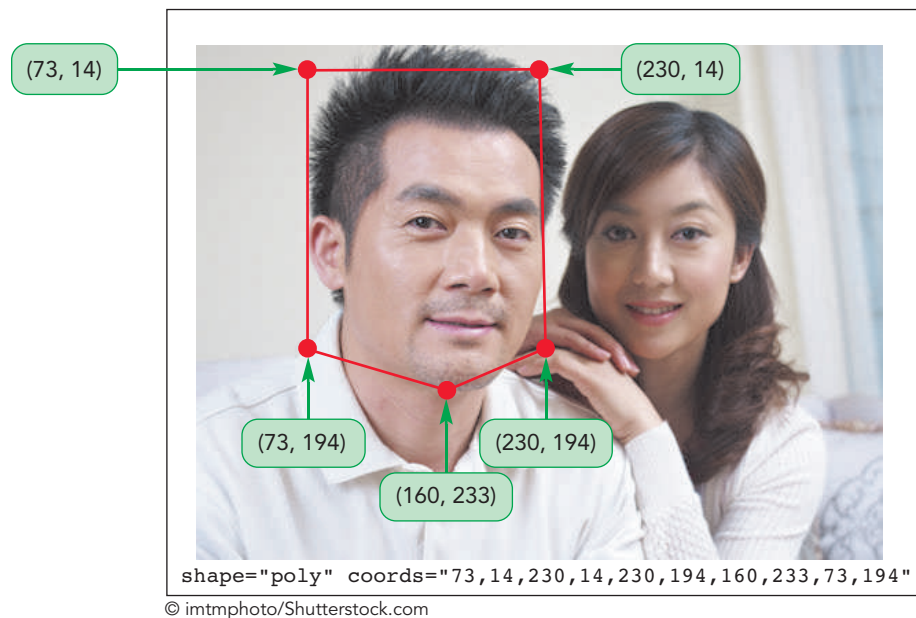 (73, 14)
(230, 14)
(73, 194)
(230, 194)
(160, 233)
shape="poly" coords="73,14,230,14,230,194,160,233,73,194"
© imtmphoto/Shutterstock.com